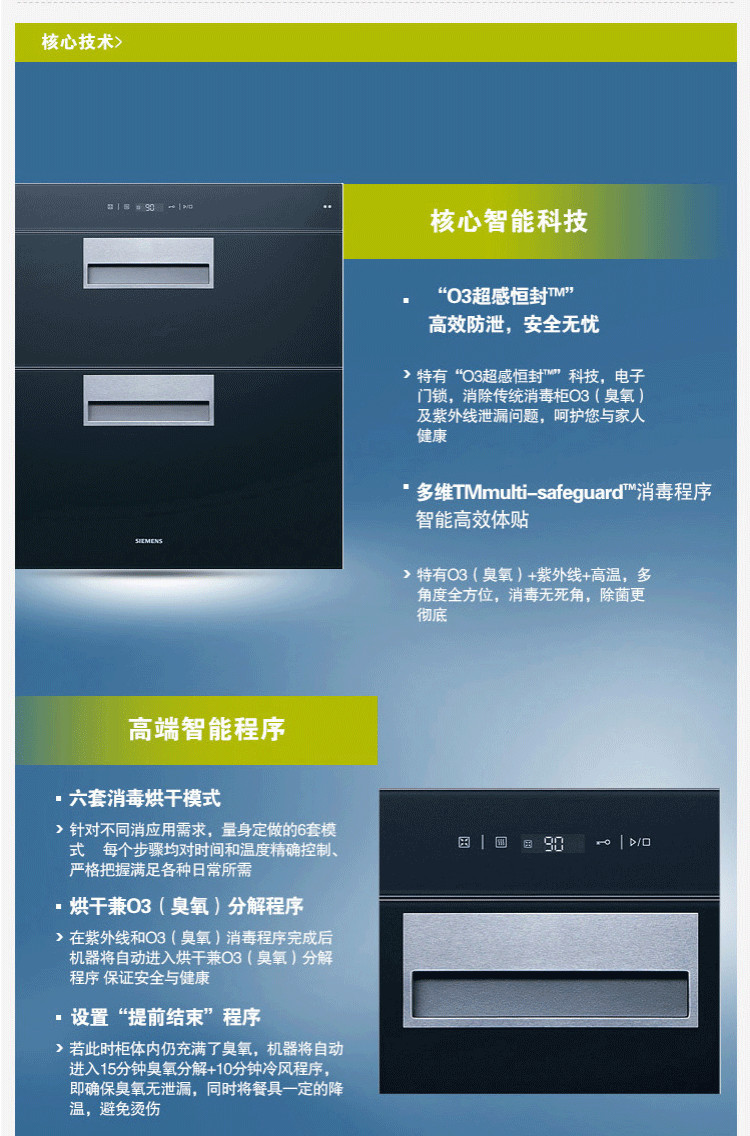 核心技术>
90
SIEMENS
核心智能科技
“O3超感恒封™”
高效防泄，安全无忧
特有“O3超感恒封™”科技，电子
门锁，消除传统消毒柜O3（臭氧）
及紫外线泄漏问题，呵护您与家人
健康
多维TMmulti-safeguard™消毒程序
智能高效体贴
特有O3（臭氧）+紫外线+高温，多
角度全方位，消毒无死角，除菌更
彻底
高端智能程序
六套消毒烘干模式
针对不同消应用需求，量身定做的6套模
式 每个步骤均对时间和温度精确控制、
严格把握满足各种日常所需
烘干兼O3（臭氧）分解程序
在紫外线和O3（臭氧）消毒程序完成后
机器将自动进入烘干兼O3（臭氧）分解
程序 保证安全与健康
设置“提前结束”程序
若此时柜体内仍充满了臭氧，机器将自动
进入15分钟臭氧分解+10分钟冷风程序，
即确保臭氧无泄漏，同时将餐具一定的降
温，避免烫伤
90